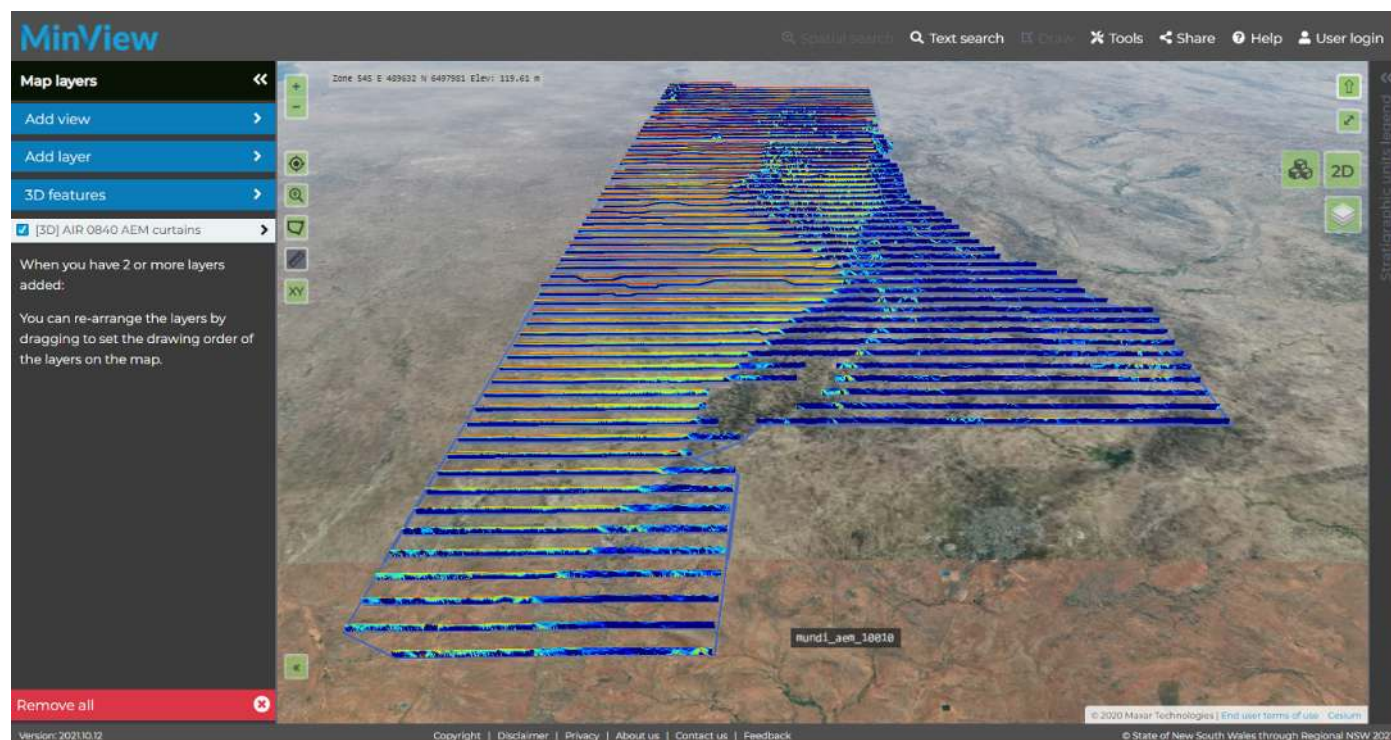 MinView
Spatial search
Text search
Draw
Tools
Share
Help
User login
Map layers
Add view
Add layer
3D features
[3D] AIR 0840 AEM curtains
When you have 2 or more layers
added:
You can re-arrange the layers by
dragging to set the drawing order of
the layers on the map.
Remove all
Version: 2021.10.12
Zone 54S E 489632 N 6497981 Elev: 119.61 m
+
-
XY
2D
Stratigraphic units legend
mundi_aem_10010
© 2020 Maxar Technologies | End user terms of use · Cesium
Copyright | Disclaimer | Privacy | About us | Contact us | Feedback
© State of New South Wales through Regional NSW 202